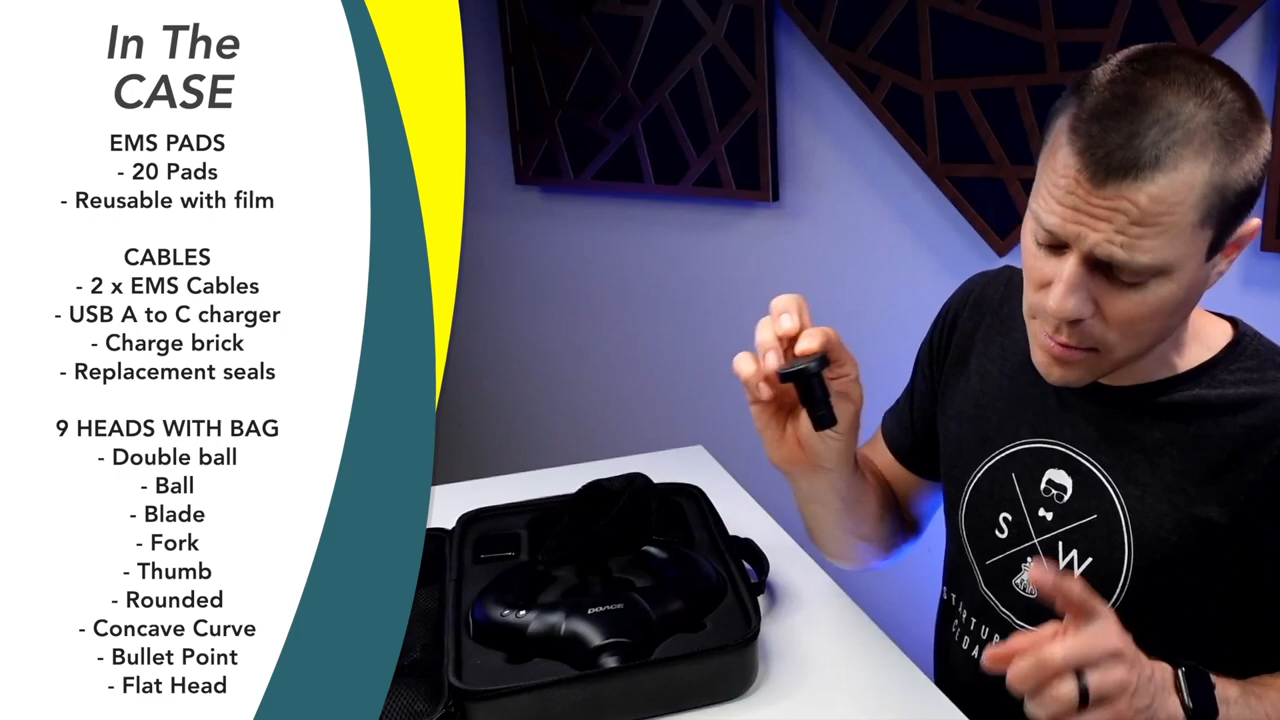 In The
CASE
EMS PADS
- 20 Pads
- Reusable with film
CABLES
- 2 x EMS Cables
- USB A to C charger
- Charge brick
- Replacement seals
9 HEADS WITH BAG
- Double ball
- Ball
- Blade
- Fork
- Thumb
- Rounded
- Concave Curve
- Bullet Point
- Flat Head
DOACE
S
W